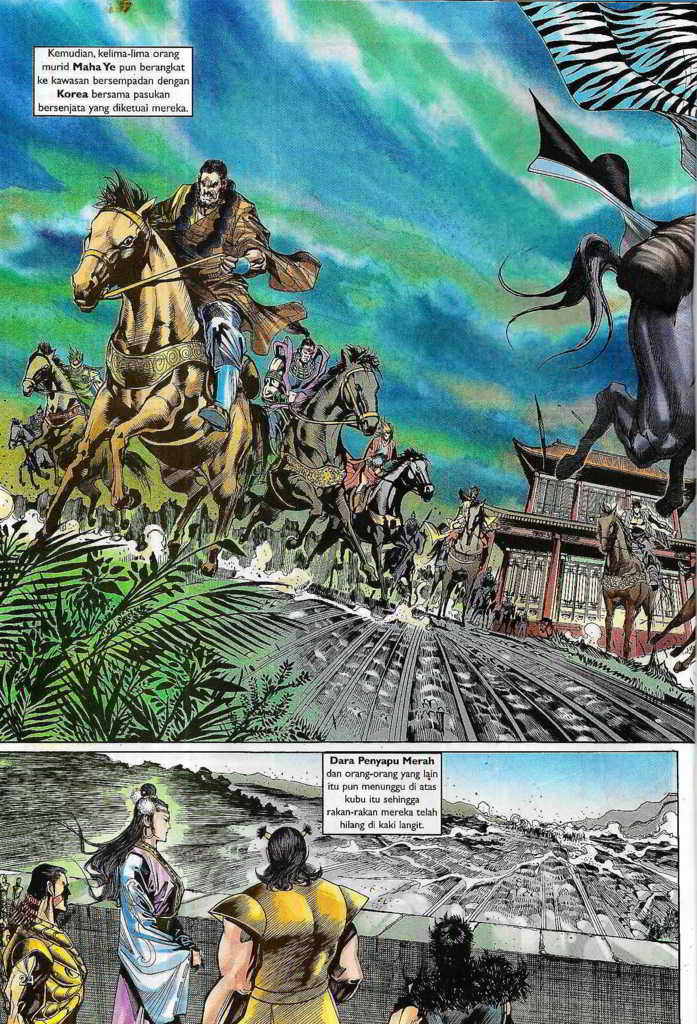 Kemudian, kelima-lima orang
murid Maha Ye pun berangkat
ke kawasan bersempadan dengan
Korea bersama pasukan
bersenjata yang diketuai mereka.
Dara Penyapu Merah
dan orang-orang yang lain
itu pun menunggu di atas
kubu itu sehingga
rakan-rakan mereka telah
hilang di kaki langit.
24